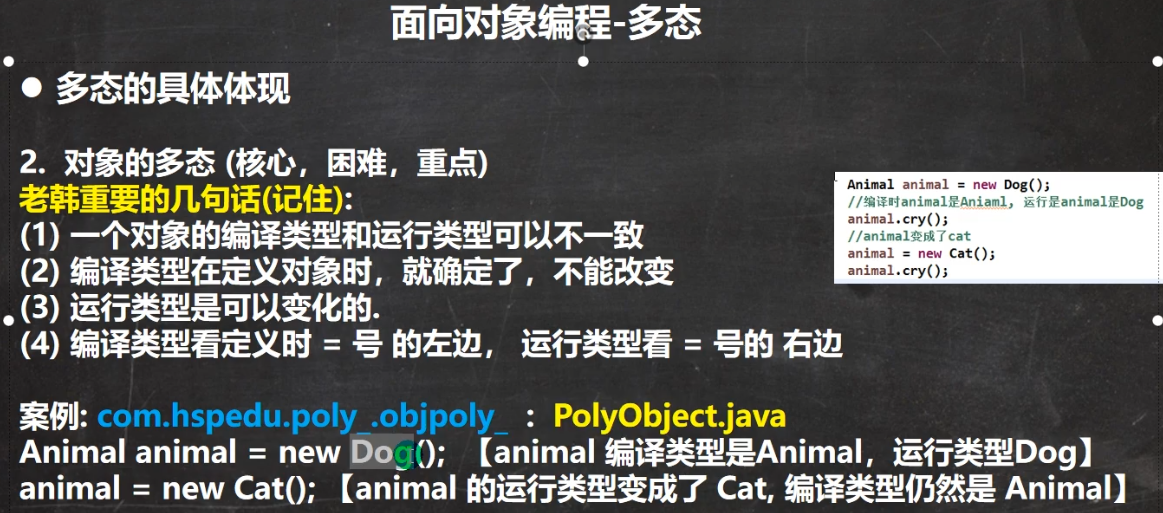 面向对象编程-多态
● 多态的具体体现
2. 对象的多态 (核心，困难，重点)
老韩重要的几句话(记住):
(1) 一个对象的编译类型和运行类型可以不一致
(2) 编译类型在定义对象时，就确定了，不能改变
(3) 运行类型是可以变化的.
(4) 编译类型看定义时 = 号 的左边， 运行类型看 = 号的 右边
Animal animal = new Dog();
//编译时animal是Aniaml, 运行是animal是Dog
animal.cry();
//animal变成了cat
animal = new Cat();
animal.cry();
案例: com.hspedu.poly_.objpoly_ : PolyObject.java
Animal animal = new Dog(); 【animal 编译类型是Animal，运行类型Dog】
animal = new Cat(); 【animal 的运行类型变成了 Cat, 编译类型仍然是 Animal】